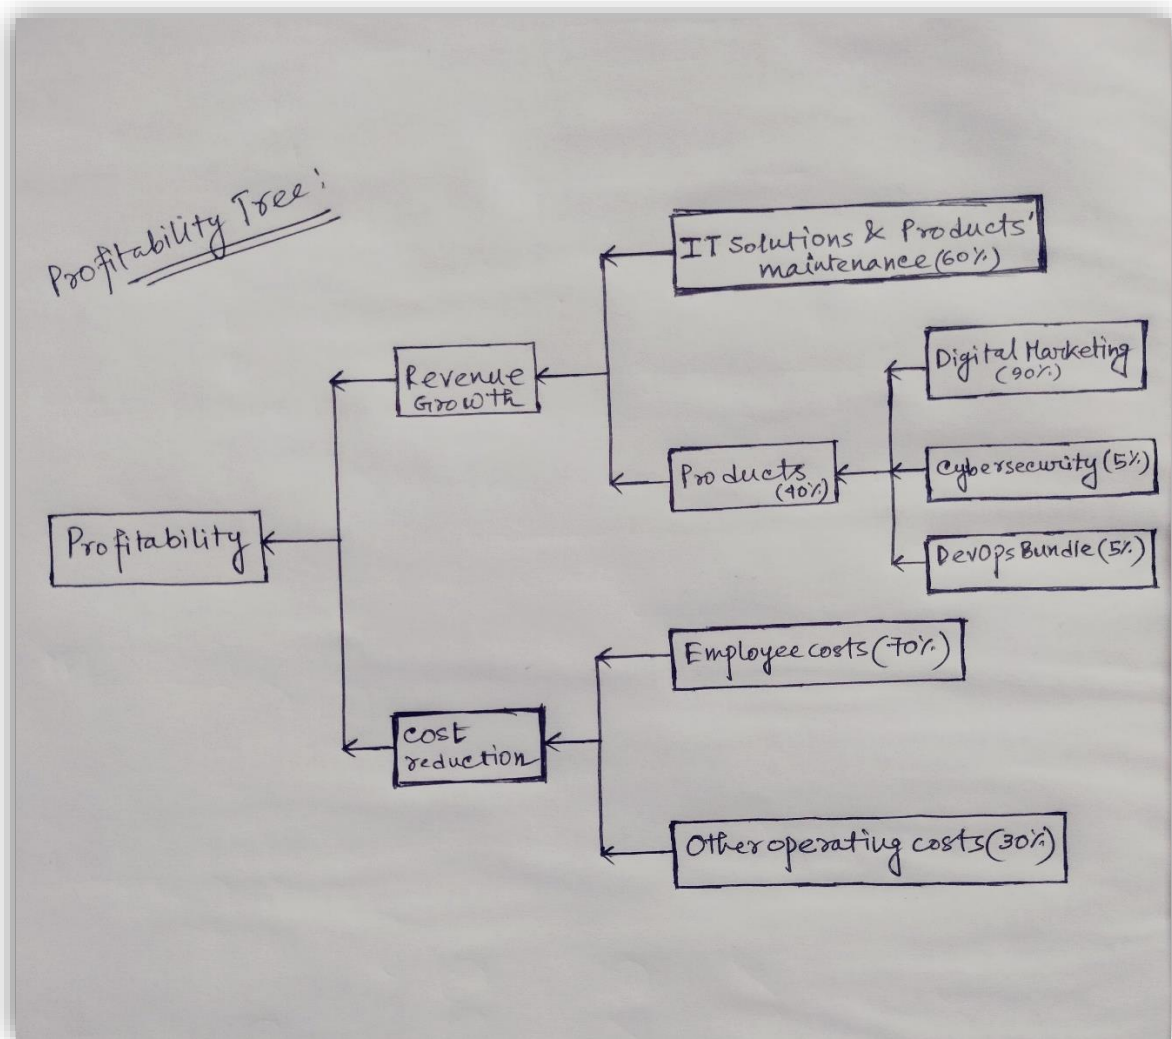 Profitability Tree:
IT Solutions & Products'
maintenance (60%)
Revenue
Growth
Digital Marketing
(90%)
Products
(40%)
Cybersecurity (5%)
DevOps Bundle (5%)
Profitability
Employee costs (70%)
cost
reduction
Other operating costs (30%)